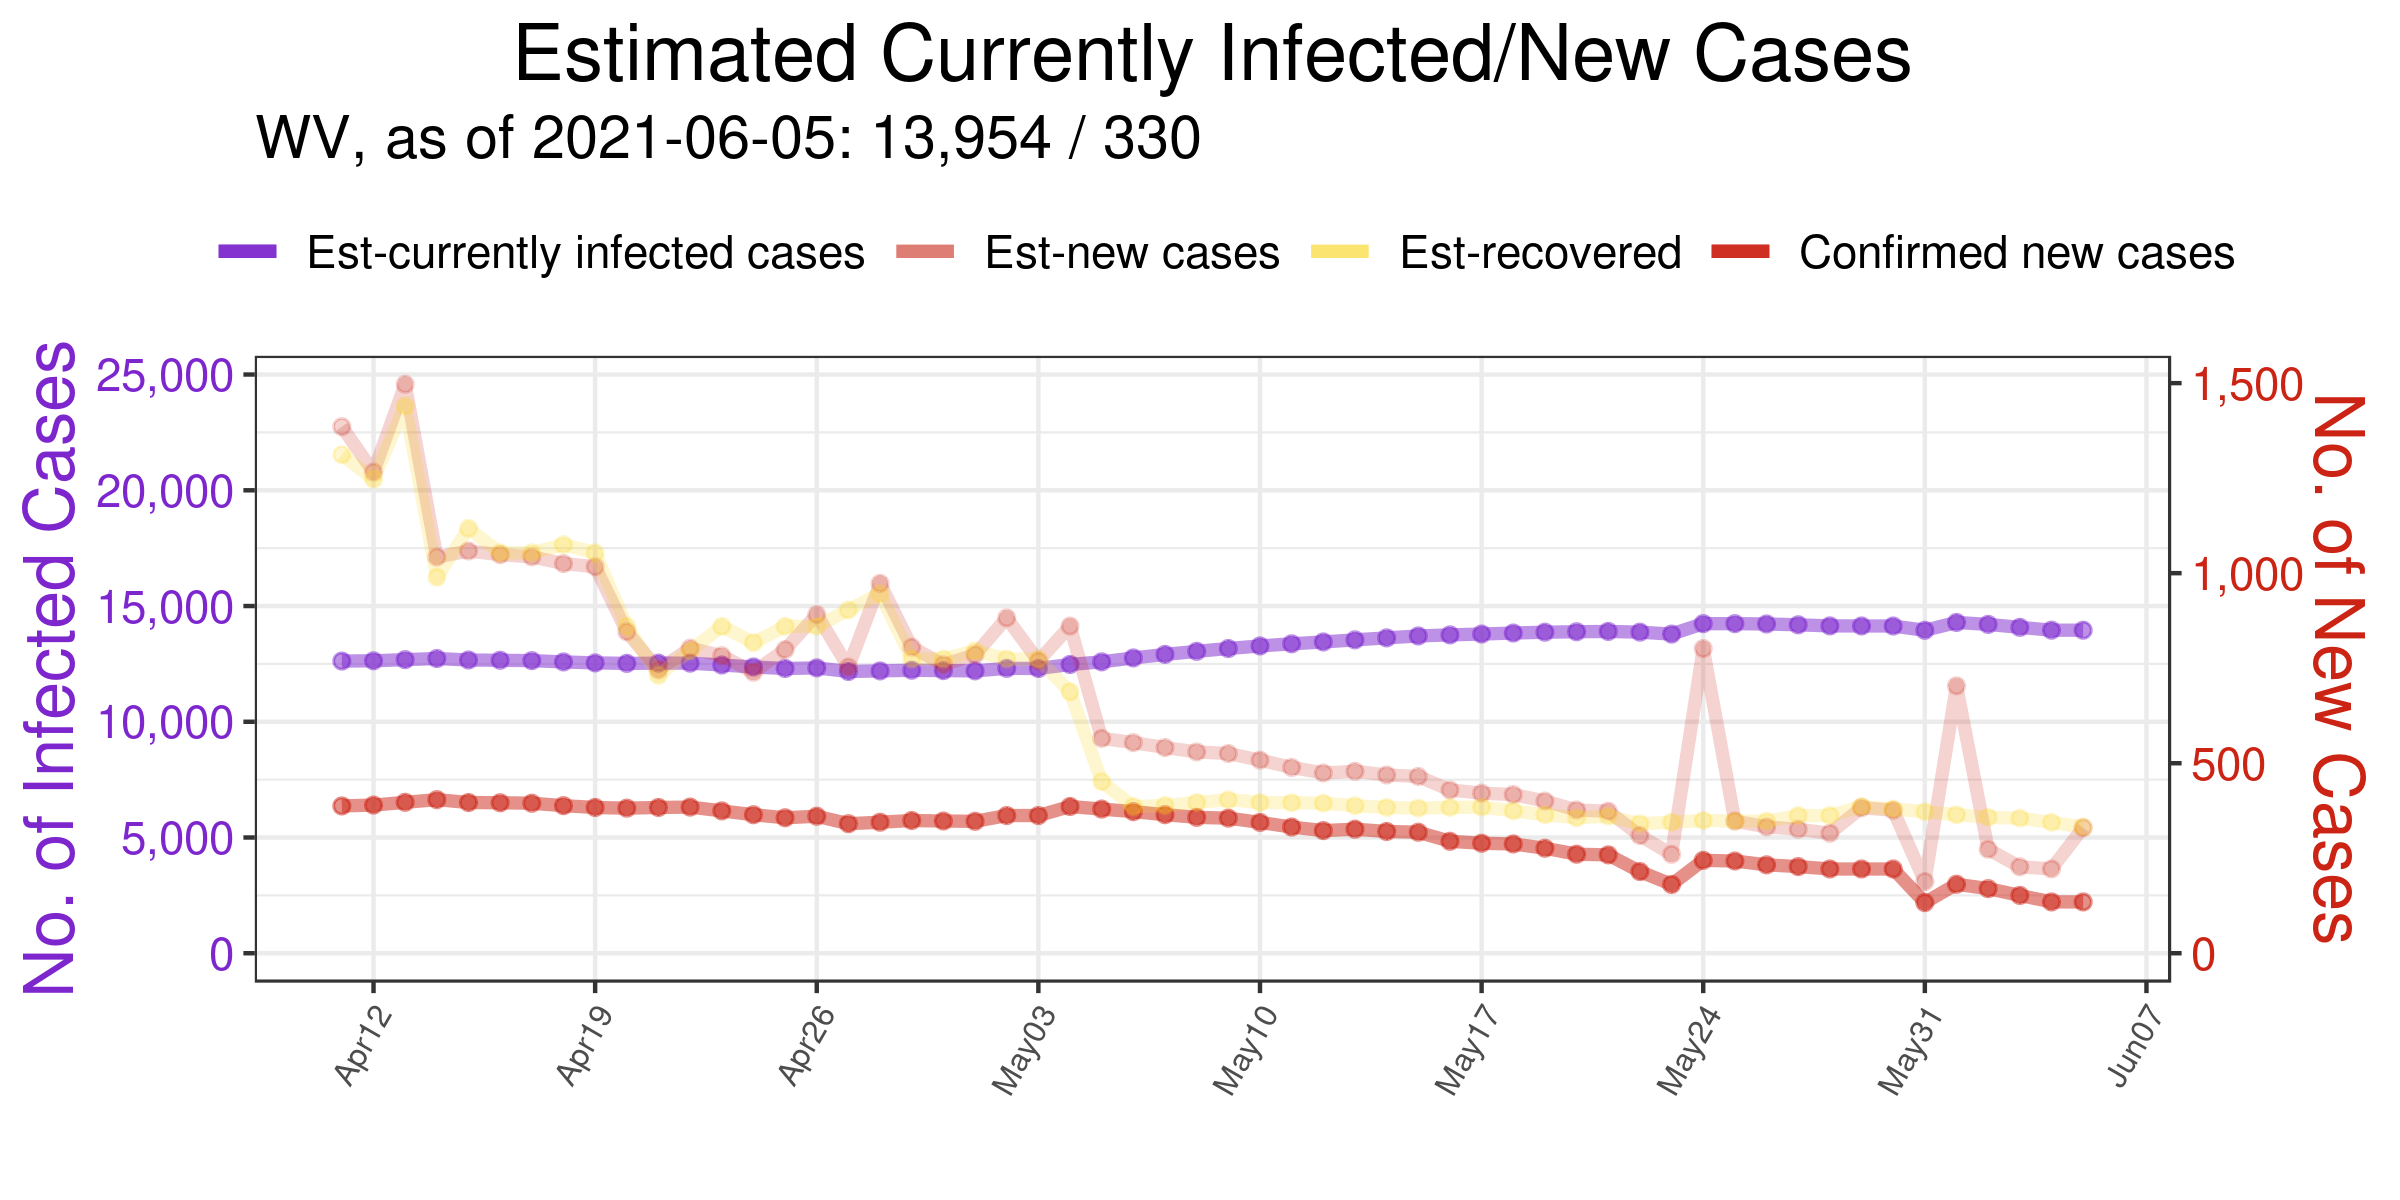 Estimated Currently Infected/New Cases
WV, as of 2021-06-05: 13,954 / 330
Est-currently infected cases Est-new cases Est-recovered Confirmed new cases
No. of Infected Cases
25,000
20,000
15,000
10,000
5,000
0
1,500
1,000
500
0
No. of New Cases
Apr12 Apr19 Apr26 May03 May10 May17 May24 May31 Jun07